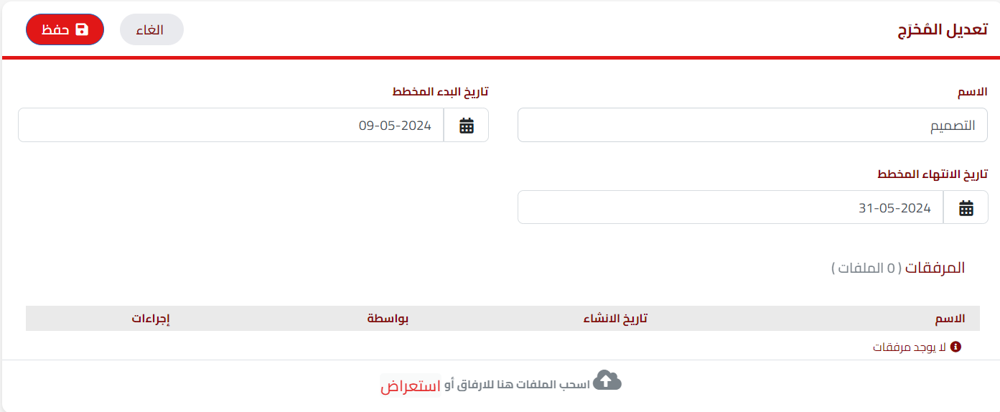 تعديل المُخرَج
الغاء
حفظ
الاسم
تاريخ البدء المخطط
التصميم
09-05-2024
تاريخ الانتهاء المخطط
31-05-2024
المرفقات ( 0 الملفات )
الاسم تاريخ الانشاء بواسطة إجراءات
لا يوجد مرفقات
اسحب الملفات هنا للارفاق أو استعراض